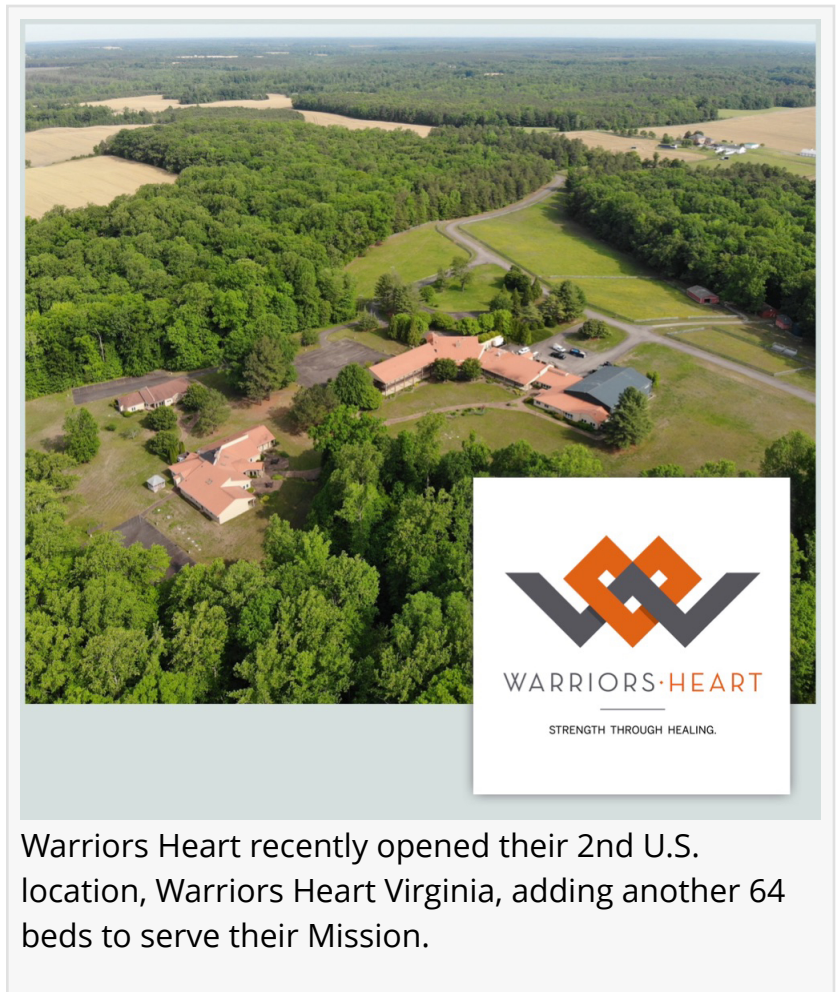 WARRIORS·HEART
STRENGTH THROUGH HEALING.
Warriors Heart recently opened their 2nd U.S.
location, Warriors Heart Virginia, adding another 64
beds to serve their Mission.